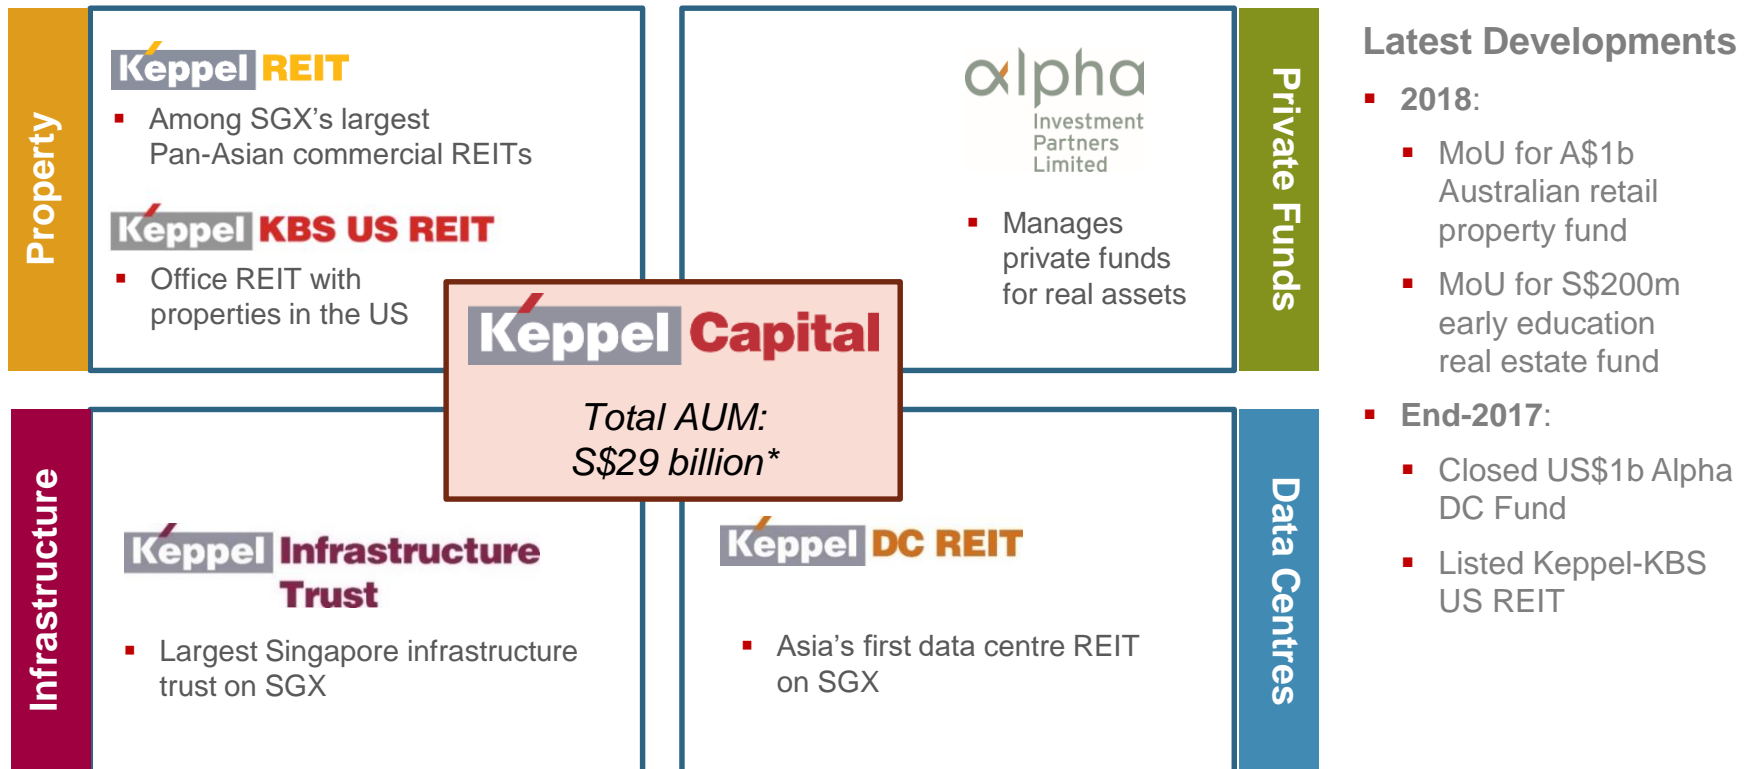 Property
Keppel REIT
▪ Among SGX’s largest
Pan-Asian commercial REITs
Keppel KBS US REIT
▪ Office REIT with
properties in the US
alpha
Investment
Partners
Limited
▪ Manages
private funds
for real assets
Private Funds
Keppel Capital
Total AUM:
S$29 billion*
Infrastructure
Keppel Infrastructure
Trust
▪ Largest Singapore infrastructure
trust on SGX
Keppel DC REIT
▪ Asia’s first data centre REIT
on SGX
Data Centres
Latest Developments
▪ 2018:
▪ MoU for A$1b
Australian retail
property fund
▪ MoU for S$200m
early education
real estate fund
▪ End-2017:
▪ Closed US$1b Alpha
DC Fund
▪ Listed Keppel-KBS
US REIT